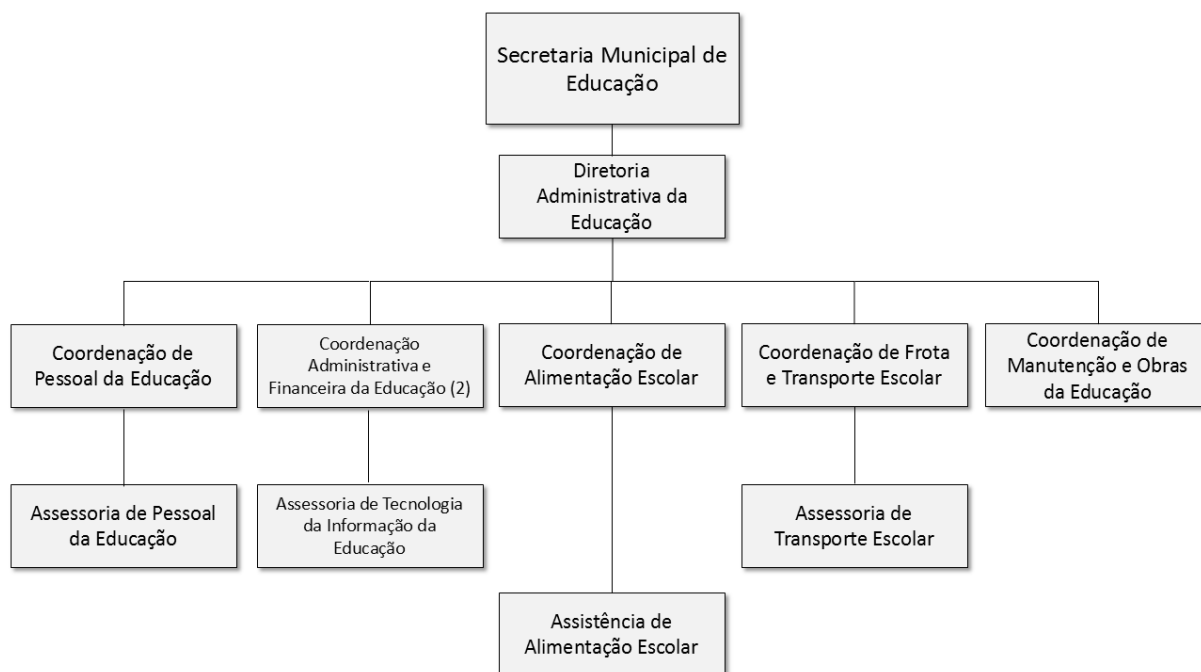 Secretaria Municipal de
Educação
Diretoria
Administrativa da
Educação
Coordenação de
Pessoal da Educação
Coordenação
Administrativa e
Financeira da Educação (2)
Coordenação de
Alimentação Escolar
Coordenação de Frota
e Transporte Escolar
Coordenação de
Manutenção e Obras
da Educação
Assessoria de Pessoal
da Educação
Assessoria de Tecnologia
da Informação da
Educação
Assessoria de
Transporte Escolar
Assistência de
Alimentação Escolar